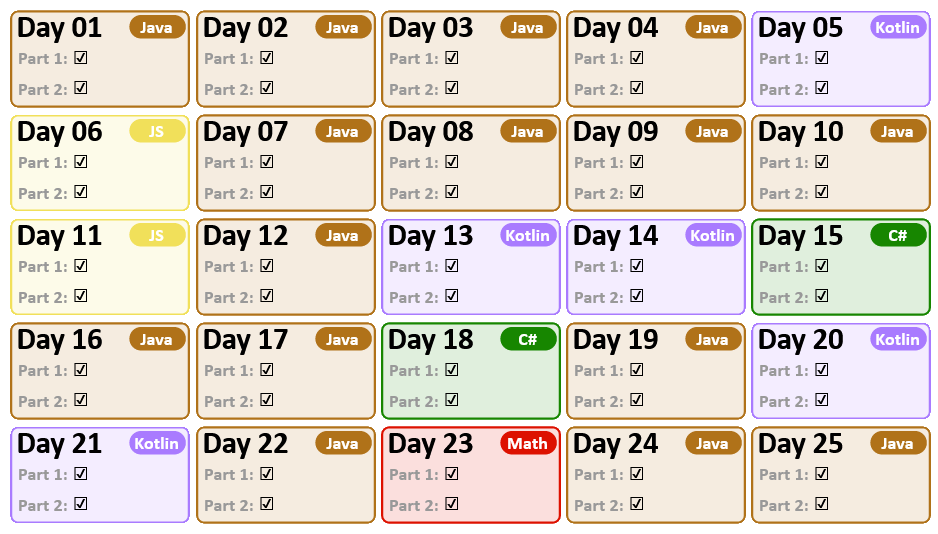 Day 01 Java
Part 1: ☑
Part 2: ☑
Day 02 Java
Part 1: ☑
Part 2: ☑
Day 03 Java
Part 1: ☑
Part 2: ☑
Day 04 Java
Part 1: ☑
Part 2: ☑
Day 05 Kotlin
Part 1: ☑
Part 2: ☑
Day 06 JS
Part 1: ☑
Part 2: ☑
Day 07 Java
Part 1: ☑
Part 2: ☑
Day 08 Java
Part 1: ☑
Part 2: ☑
Day 09 Java
Part 1: ☑
Part 2: ☑
Day 10 Java
Part 1: ☑
Part 2: ☑
Day 11 JS
Part 1: ☑
Part 2: ☑
Day 12 Java
Part 1: ☑
Part 2: ☑
Day 13 Kotlin
Part 1: ☑
Part 2: ☑
Day 14 Kotlin
Part 1: ☑
Part 2: ☑
Day 15 C#
Part 1: ☑
Part 2: ☑
Day 16 Java
Part 1: ☑
Part 2: ☑
Day 17 Java
Part 1: ☑
Part 2: ☑
Day 18 C#
Part 1: ☑
Part 2: ☑
Day 19 Java
Part 1: ☑
Part 2: ☑
Day 20 Kotlin
Part 1: ☑
Part 2: ☑
Day 21 Kotlin
Part 1: ☑
Part 2: ☑
Day 22 Java
Part 1: ☑
Part 2: ☑
Day 23 Math
Part 1: ☑
Part 2: ☑
Day 24 Java
Part 1: ☑
Part 2: ☑
Day 25 Java
Part 1: ☑
Part 2: ☑